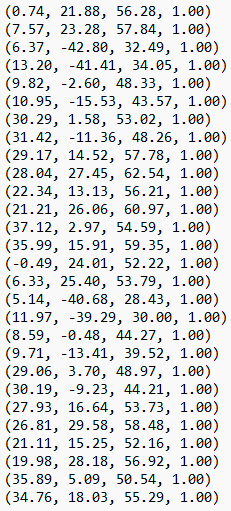 (0.74, 21.88, 56.28, 1.00)
(7.57, 23.28, 57.84, 1.00)
(6.37, -42.80, 32.49, 1.00)
(13.20, -41.41, 34.05, 1.00)
(9.82, -2.60, 48.33, 1.00)
(10.95, -15.53, 43.57, 1.00)
(30.29, 1.58, 53.02, 1.00)
(31.42, -11.36, 48.26, 1.00)
(29.17, 14.52, 57.78, 1.00)
(28.04, 27.45, 62.54, 1.00)
(22.34, 13.13, 56.21, 1.00)
(21.21, 26.06, 60.97, 1.00)
(37.12, 2.97, 54.59, 1.00)
(35.99, 15.91, 59.35, 1.00)
(-0.49, 24.01, 52.22, 1.00)
(6.33, 25.40, 53.79, 1.00)
(5.14, -40.68, 28.43, 1.00)
(11.97, -39.29, 30.00, 1.00)
(8.59, -0.48, 44.27, 1.00)
(9.71, -13.41, 39.52, 1.00)
(29.06, 3.70, 48.97, 1.00)
(30.19, -9.23, 44.21, 1.00)
(27.93, 16.64, 53.73, 1.00)
(26.81, 29.58, 58.48, 1.00)
(21.11, 15.25, 52.16, 1.00)
(19.98, 28.18, 56.92, 1.00)
(35.89, 5.09, 50.54, 1.00)
(34.76, 18.03, 55.29, 1.00)